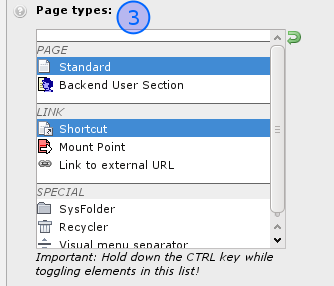 Page types:
3
PAGE
Standard
Backend User Section
LINK
Shortcut
Mount Point
Link to external URL
SPECIAL
SysFolder
Recycler
Visual menu separator
Important: Hold down the CTRL key while
toggling elements in this list!